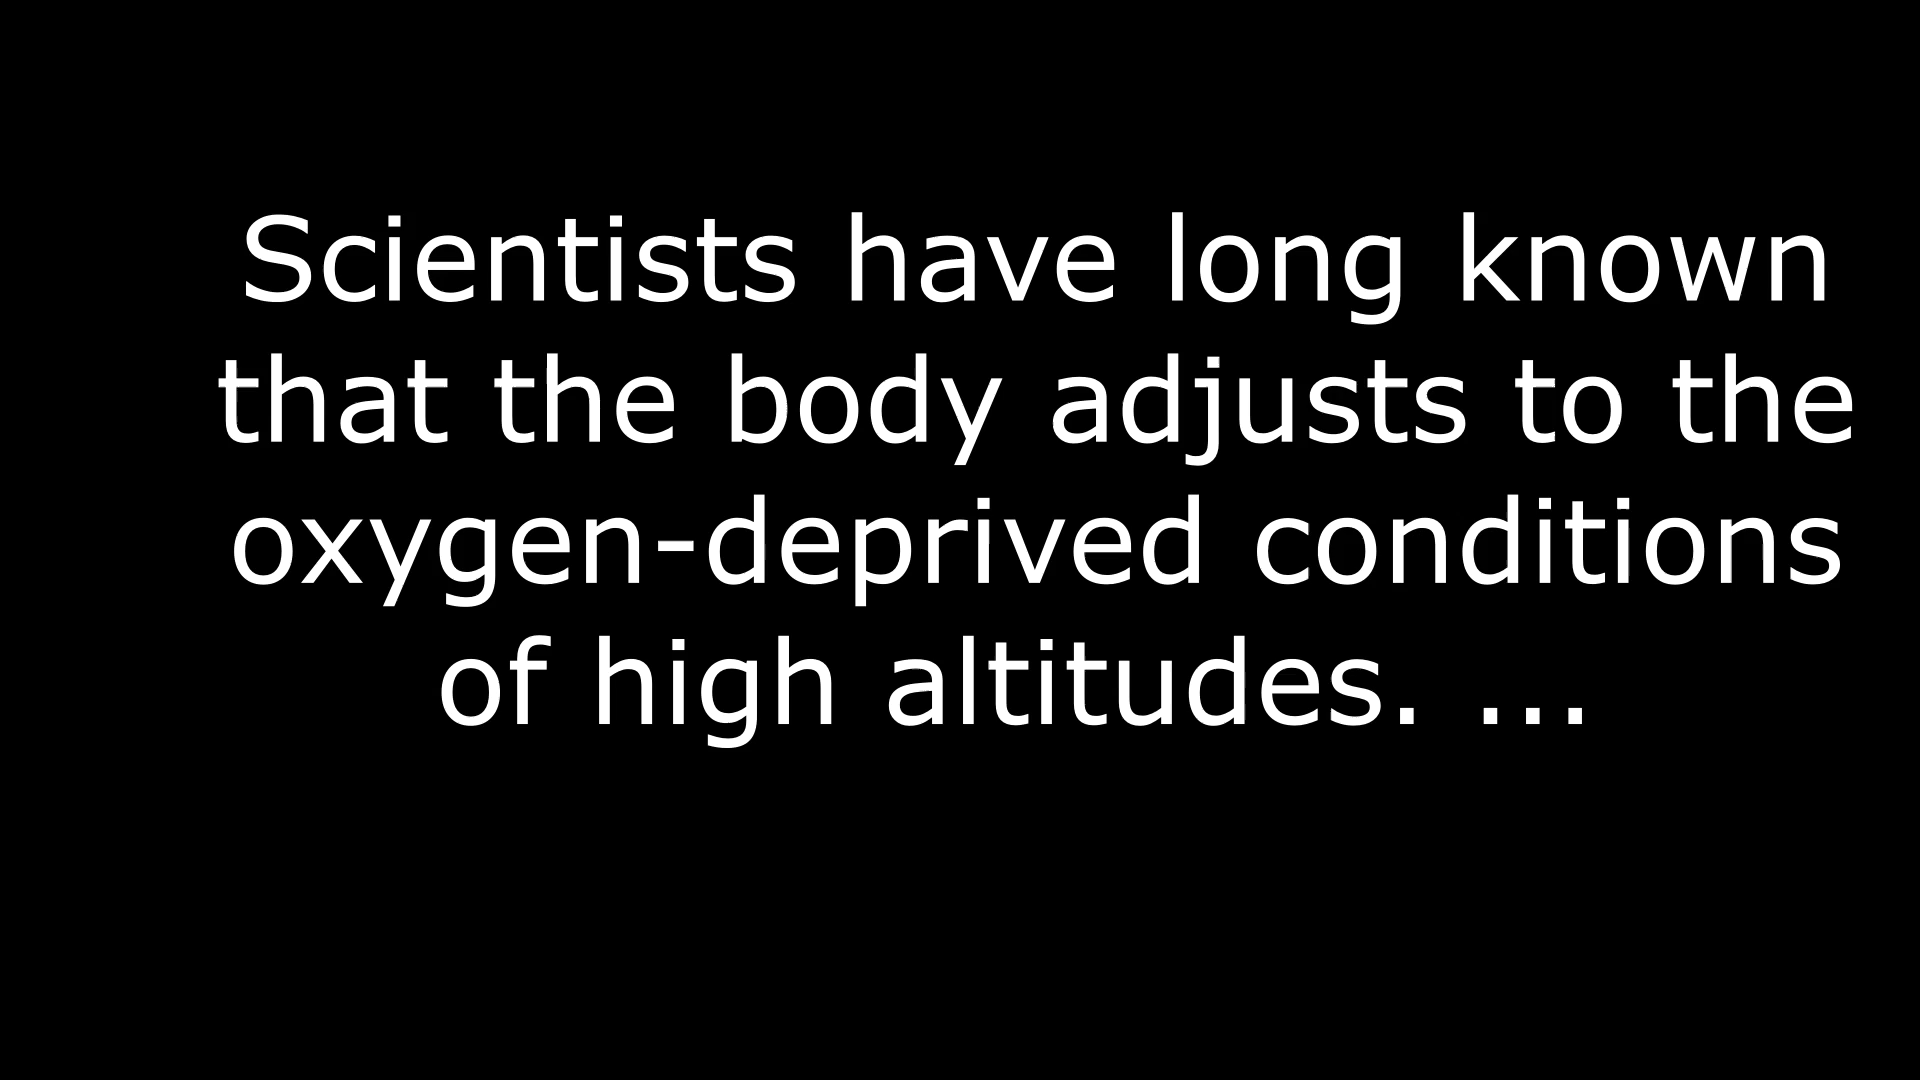 Scientists have long known
that the body adjusts to the
oxygen-deprived conditions
of high altitudes. ...